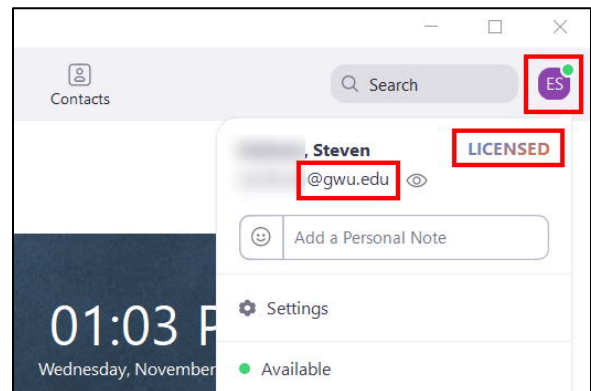 Contacts
Search
ES
, Steven
LICENSED
@gwu.edu
Add a Personal Note
Settings
01:03 P
Wednesday, November
Available